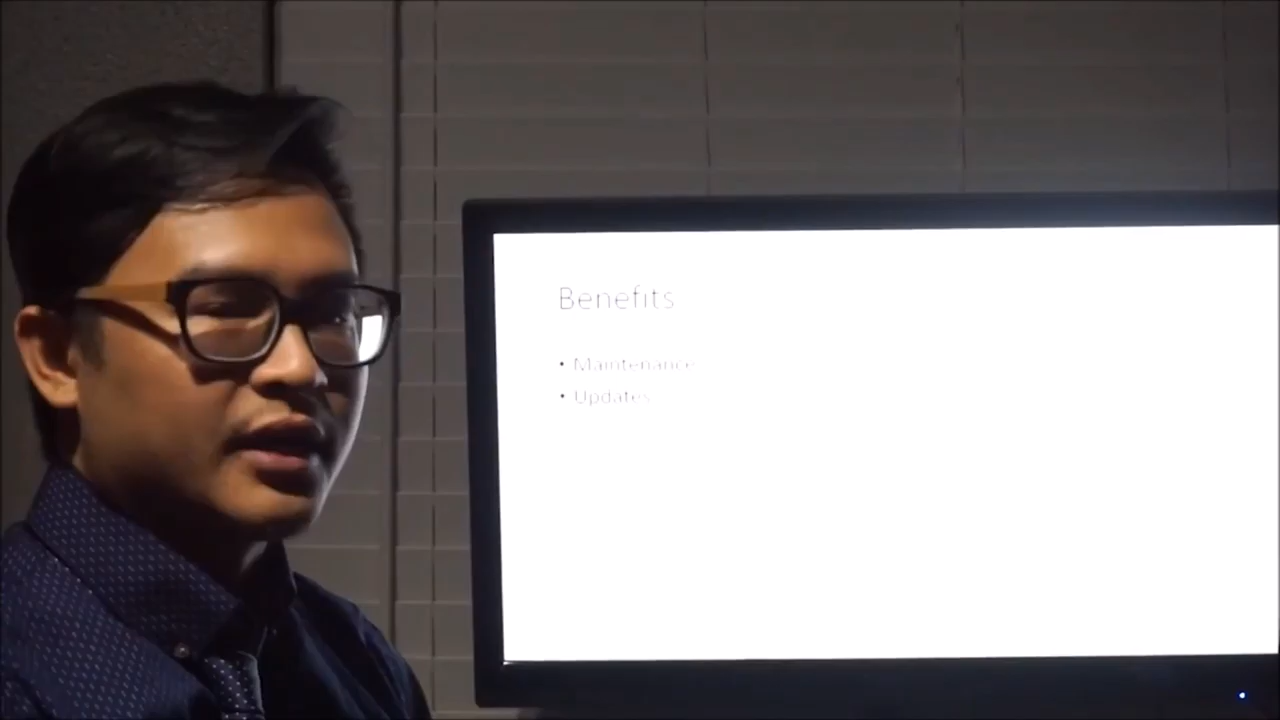 Benefits
• Maintenance
• Updates